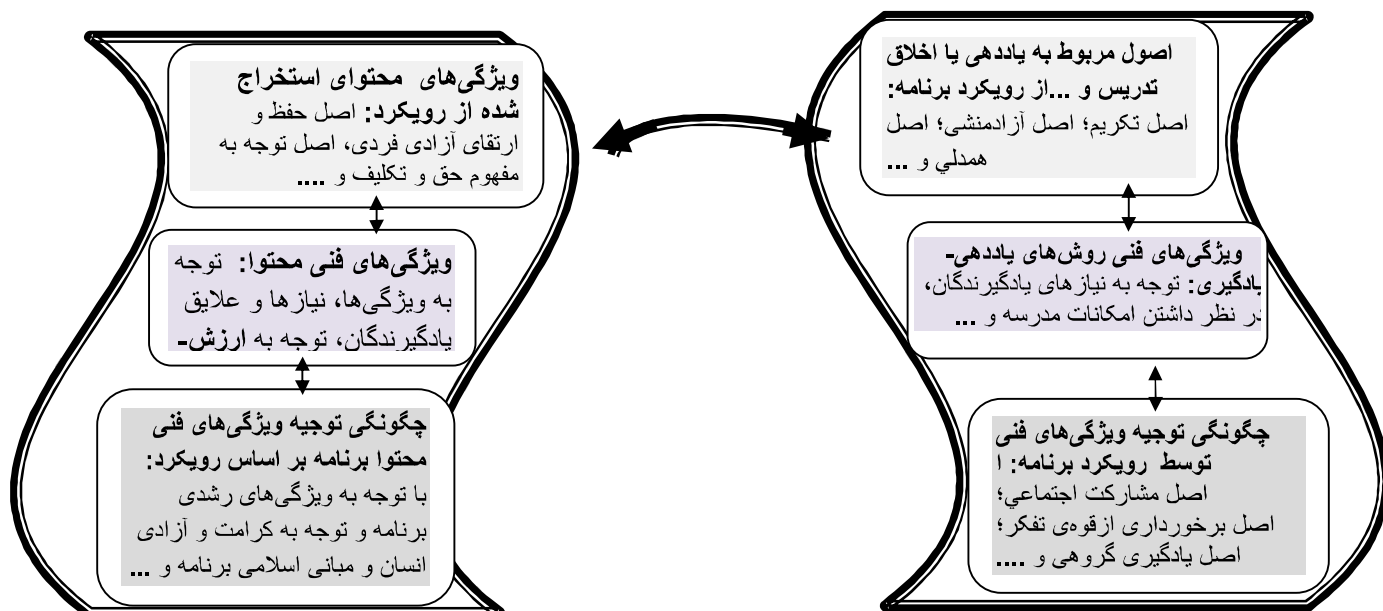 اصول مربوط به یاددهی یا اخلاق
تدریس و ...از رویکرد برنامه:
اصل تکریم؛ اصل آزادمنشی؛ اصل
همدلي و ...
ویژگی‌های فنی روش‌های یاددهی-
یادگیری: توجه به نیازهای یادگیرندگان،
در نظر داشتن امکانات مدرسه و ...
چگونگی توجیه ویژگی‌های فنی
توسط رویکرد برنامه: ا
اصل مشارکت اجتماعي؛
اصل برخورداری ازقوه‌ی تفکر؛
اصل یادگیری گروهی و ....
ویژگی‌های محتوای استخراج
شده از رویکرد: اصل حفظ و
ارتقای آزادی فردی، اصل توجه به
مفهوم حق و تکلیف و ....
ویژگی‌های فنی محتوا: توجه
به ویژگی‌ها، نیازها و علایق
یادگیرندگان، توجه به ارزش-
چگونگی توجیه ویژگی‌های فنی
محتوا برنامه بر اساس رویکرد:
با توجه به ویژگی‌های رشدی
برنامه و توجه به کرامت و آزادی
انسان و مبانی اسلامی برنامه و ...